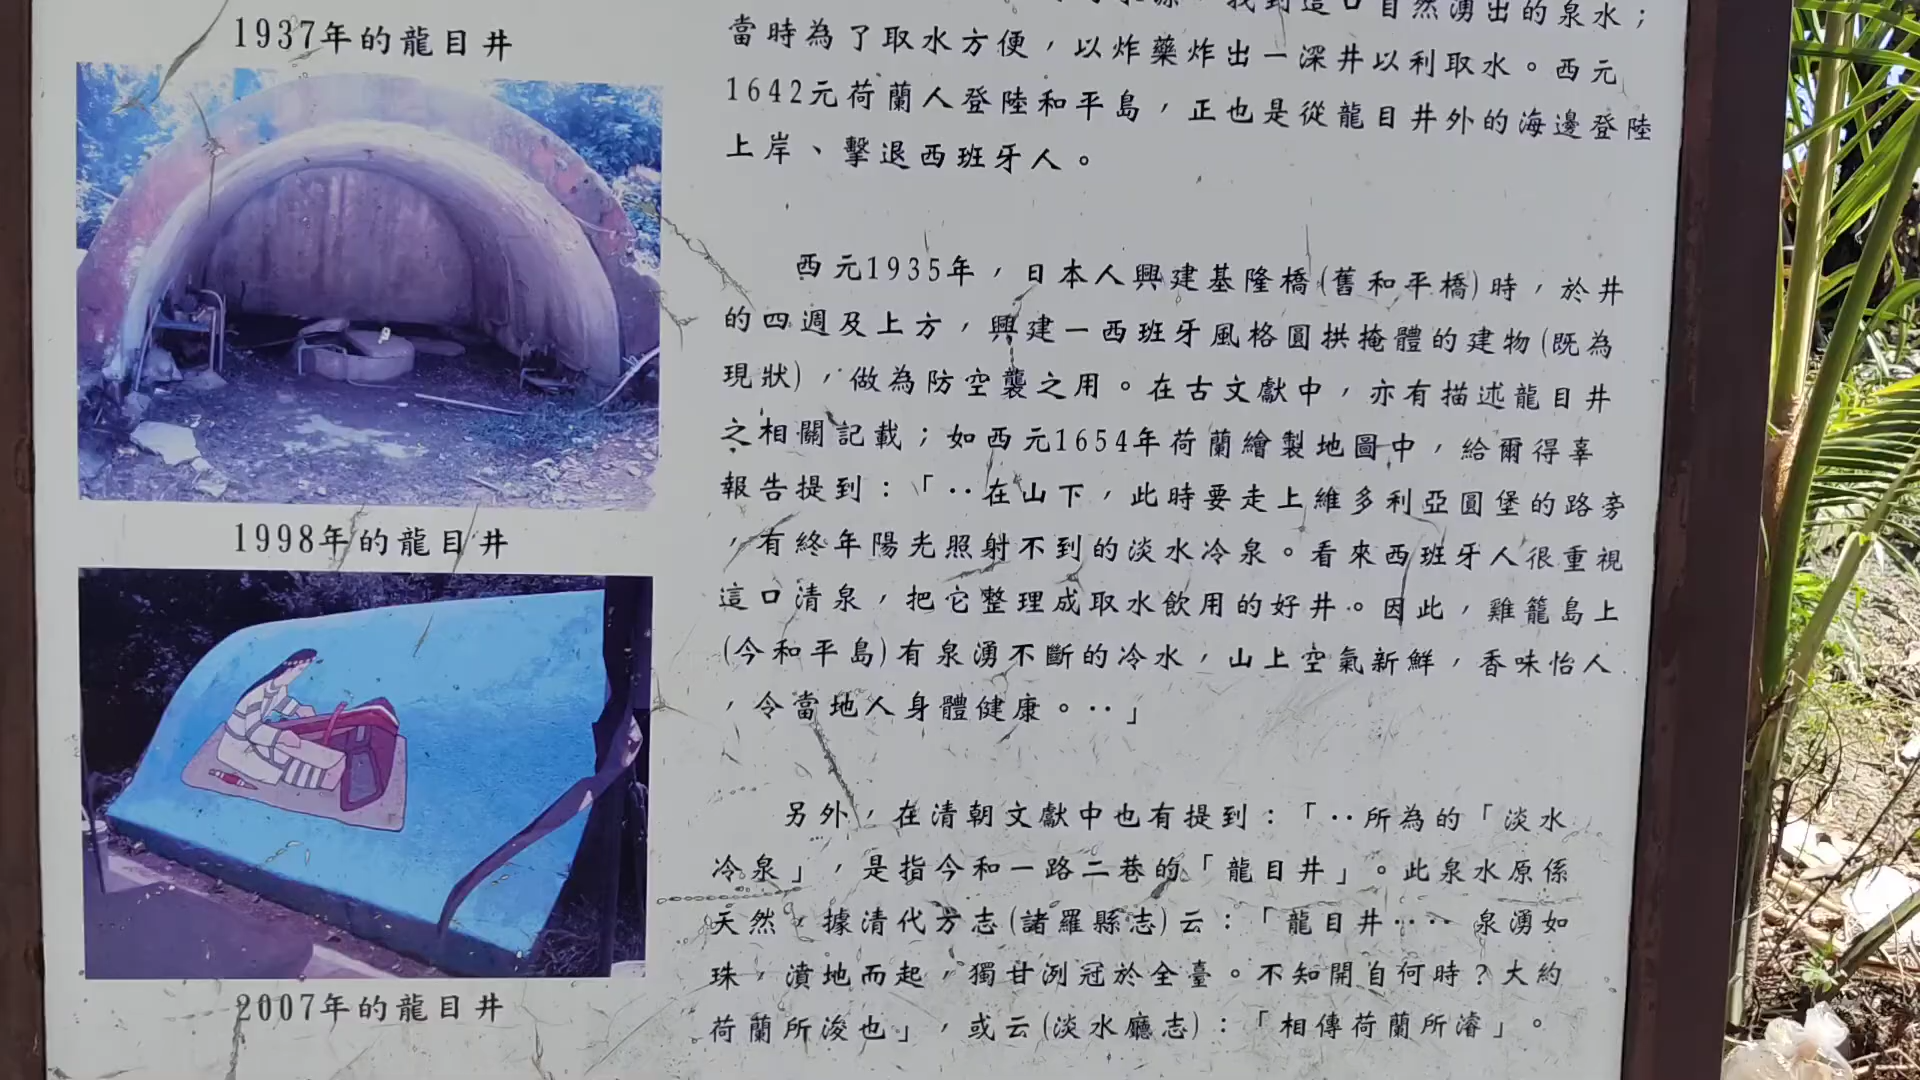 1937年的龍目井
1998年的龍目井
2007年的龍目井
找到這口自然湧出的泉水；
當時為了取水方便，以炸藥炸出一深井以利取水。西元
1642元荷蘭人登陸和平島，正也是從龍目井外的海邊登陸
上岸、擊退西班牙人。
西元1935年，日本人興建基隆橋(舊和平橋)時，於井
的四週及上方，興建一西班牙風格圓拱掩體的建物(既為
現狀)，做為防空襲之用。在古文獻中，亦有描述龍目井
之相關記載；如西元1654年荷蘭繪製地圖中，給爾得辜
報告提到：「‥在山下，此時要走上維多利亞圓堡的路旁
，有終年陽光照射不到的淡水冷泉。看來西班牙人很重視
這口清泉，把它整理成取水飲用的好井。因此，雞籠島上
(今和平島)有泉湧不斷的冷水，山上空氣新鮮，香味怡人
，令當地人身體健康。‥」
另外，在清朝文獻中也有提到：「‥所為的「淡水
冷泉」，是指今和一路二巷的「龍目井」。此泉水原係
天然，據清代方志(諸羅縣志)云：「龍目井‥‥ 泉湧如
珠，濆地而起，獨甘洌冠於全臺。不知開自何時？大約
荷蘭所浚也」，或云(淡水廳志)：「相傳荷蘭所濬」。